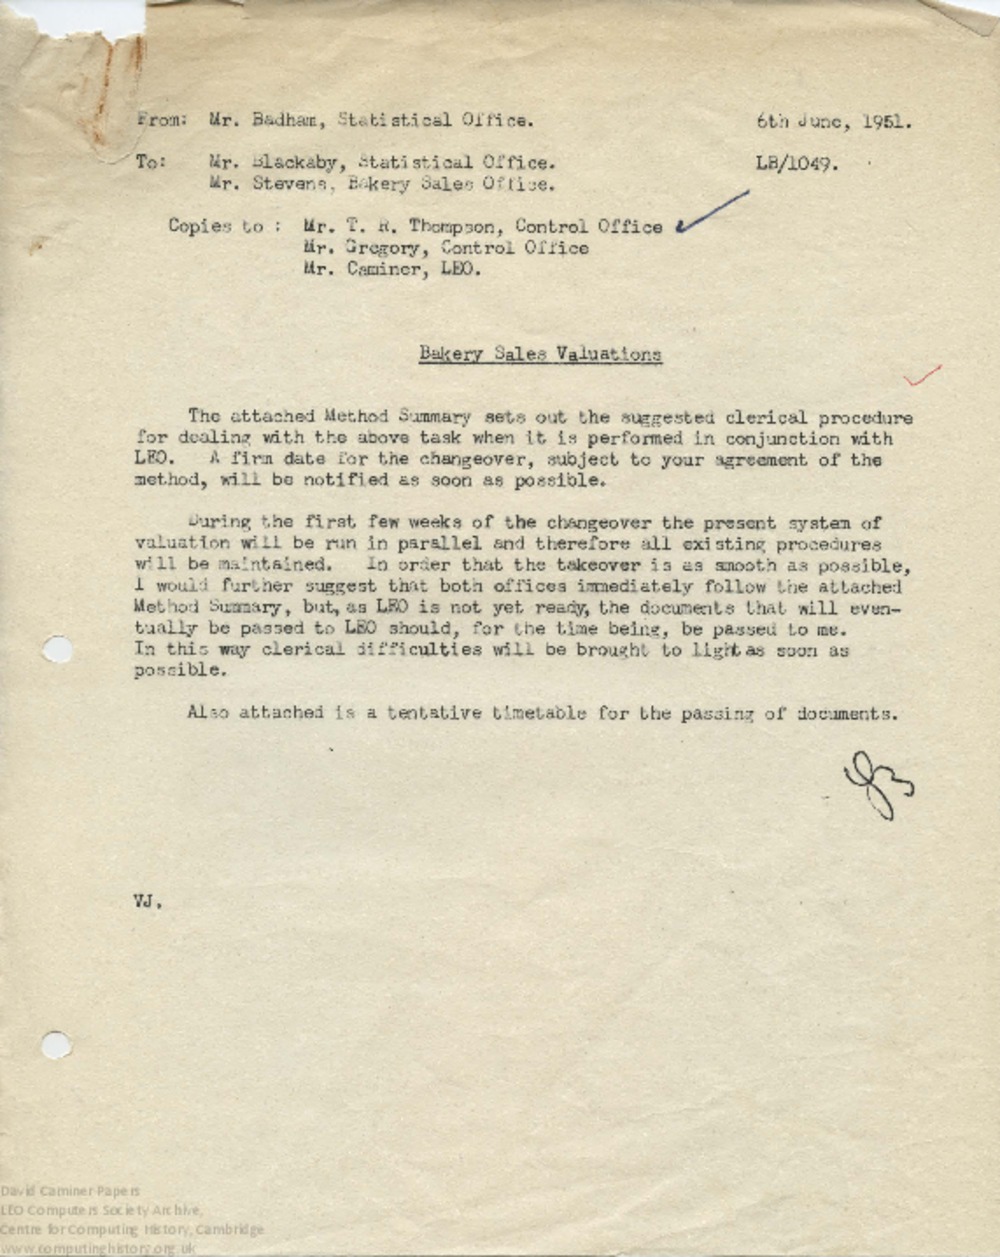 From: Mr. Badham, Statistical Office. 6th June, 1951.
To: Mr. Blackaby, Statistical Office. LB/1049.
Mr. Stevens, Bakery Sales Office.
Copies to : Mr. T. R. Thompson, Control Office
Mr. Gregory, Control Office
Mr. Caminer, LEO.
Bakery Sales Valuations
The attached Method Summary sets out the suggested clerical procedure
for dealing with the above task when it is performed in conjunction with
LEO. A firm date for the changeover, subject to your agreement of the
method, will be notified as soon as possible.
During the first few weeks of the changeover the present system of
valuation will be run in parallel and therefore all existing procedures
will be maintained. In order that the takeover is as smooth as possible,
I would further suggest that both offices immediately follow the attached
Method Summary, but, as LEO is not yet ready, the documents that will even-
tually be passed to LEO should, for the time being, be passed to me.
In this way clerical difficulties will be brought to light as soon as
possible.
Also attached is a tentative timetable for the passing of documents.
VJ.
David Caminer Papers
LEO Computers Society Archive,
Centre for Computing History, Cambridge
www.computinghistory.org.uk